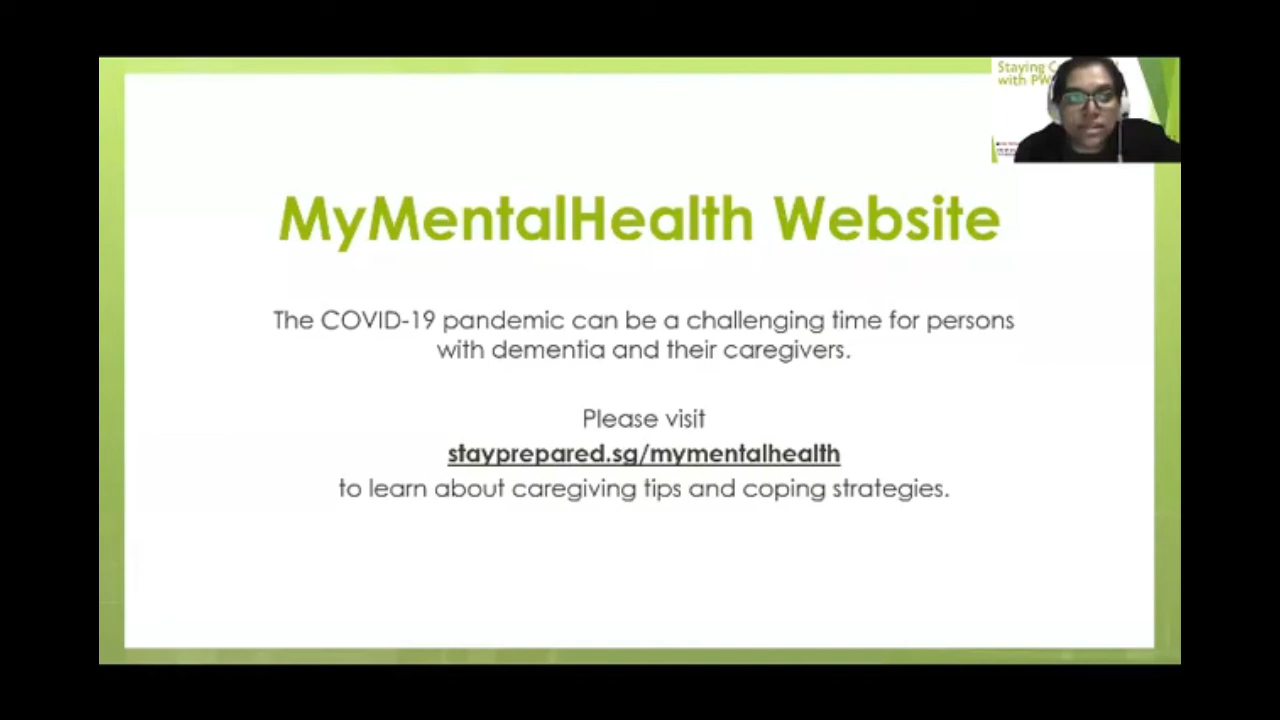 MyMentalHealth Website
The COVID-19 pandemic can be a challenging time for persons
with dementia and their caregivers.
Please visit
stayprepared.sg/mymentalhealth
to learn about caregiving tips and coping strategies.
Staying
with